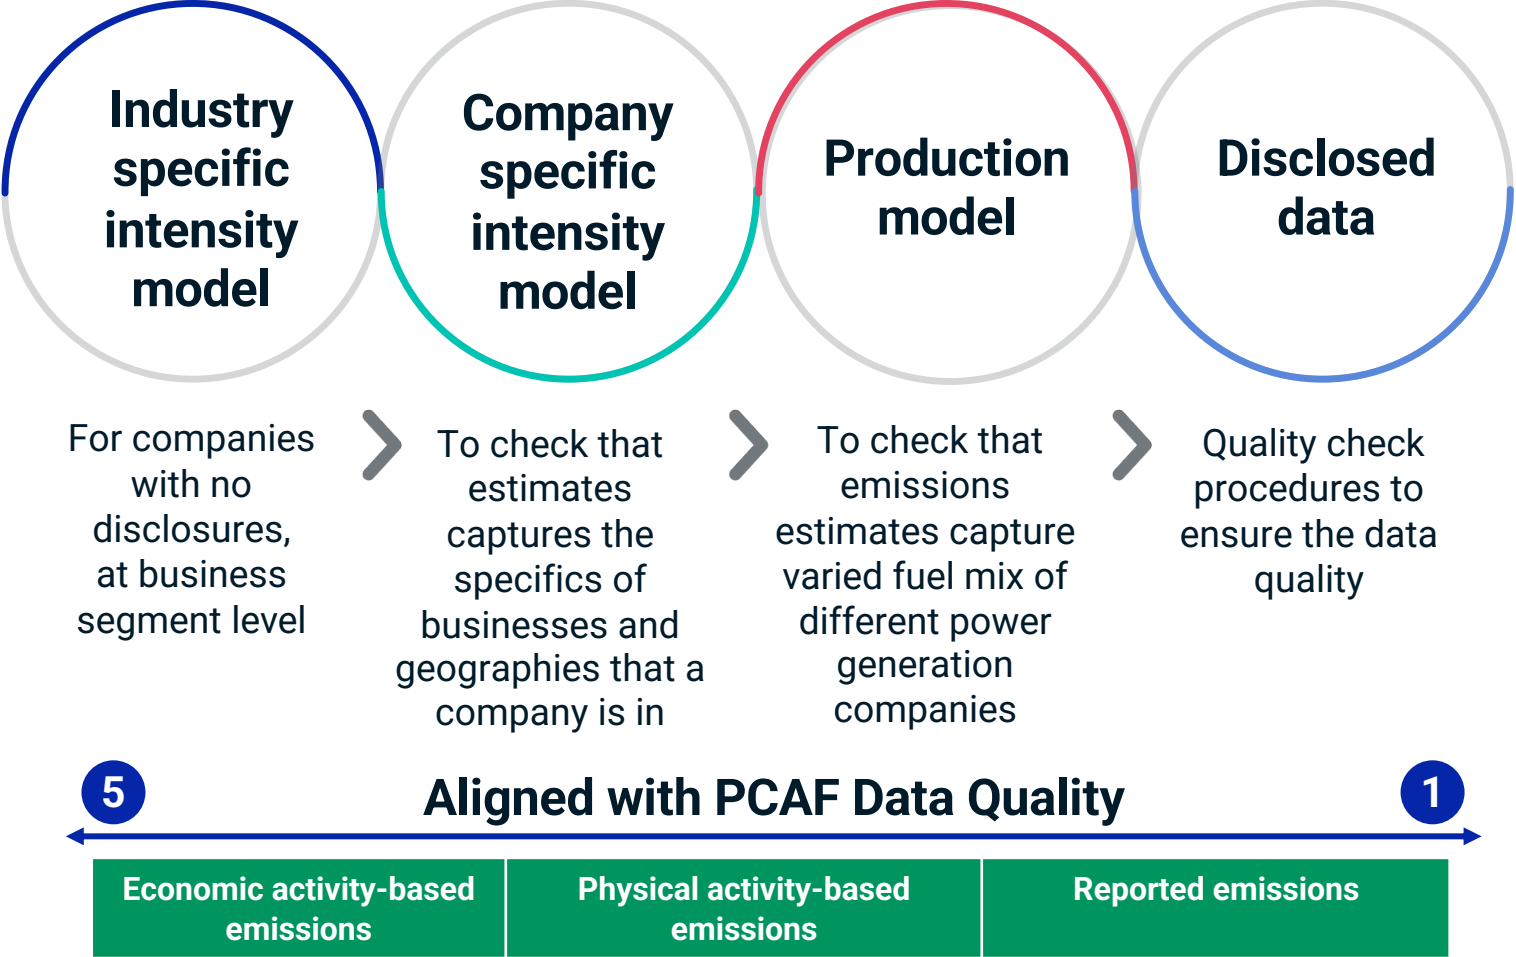 Industry
specific
intensity
model
Company
specific
intensity
model
Production
model
Disclosed
data
For companies
with no
disclosures,
at business
segment level
To check that
estimates
captures the
specifics of
businesses and
geographies that a
company is in
To check that
emissions
estimates capture
varied fuel mix of
different power
generation
companies
Quality check
procedures to
ensure the data
quality
5
Aligned with PCAF Data Quality
1
Economic activity-based
emissions
Physical activity-based
emissions
Reported emissions